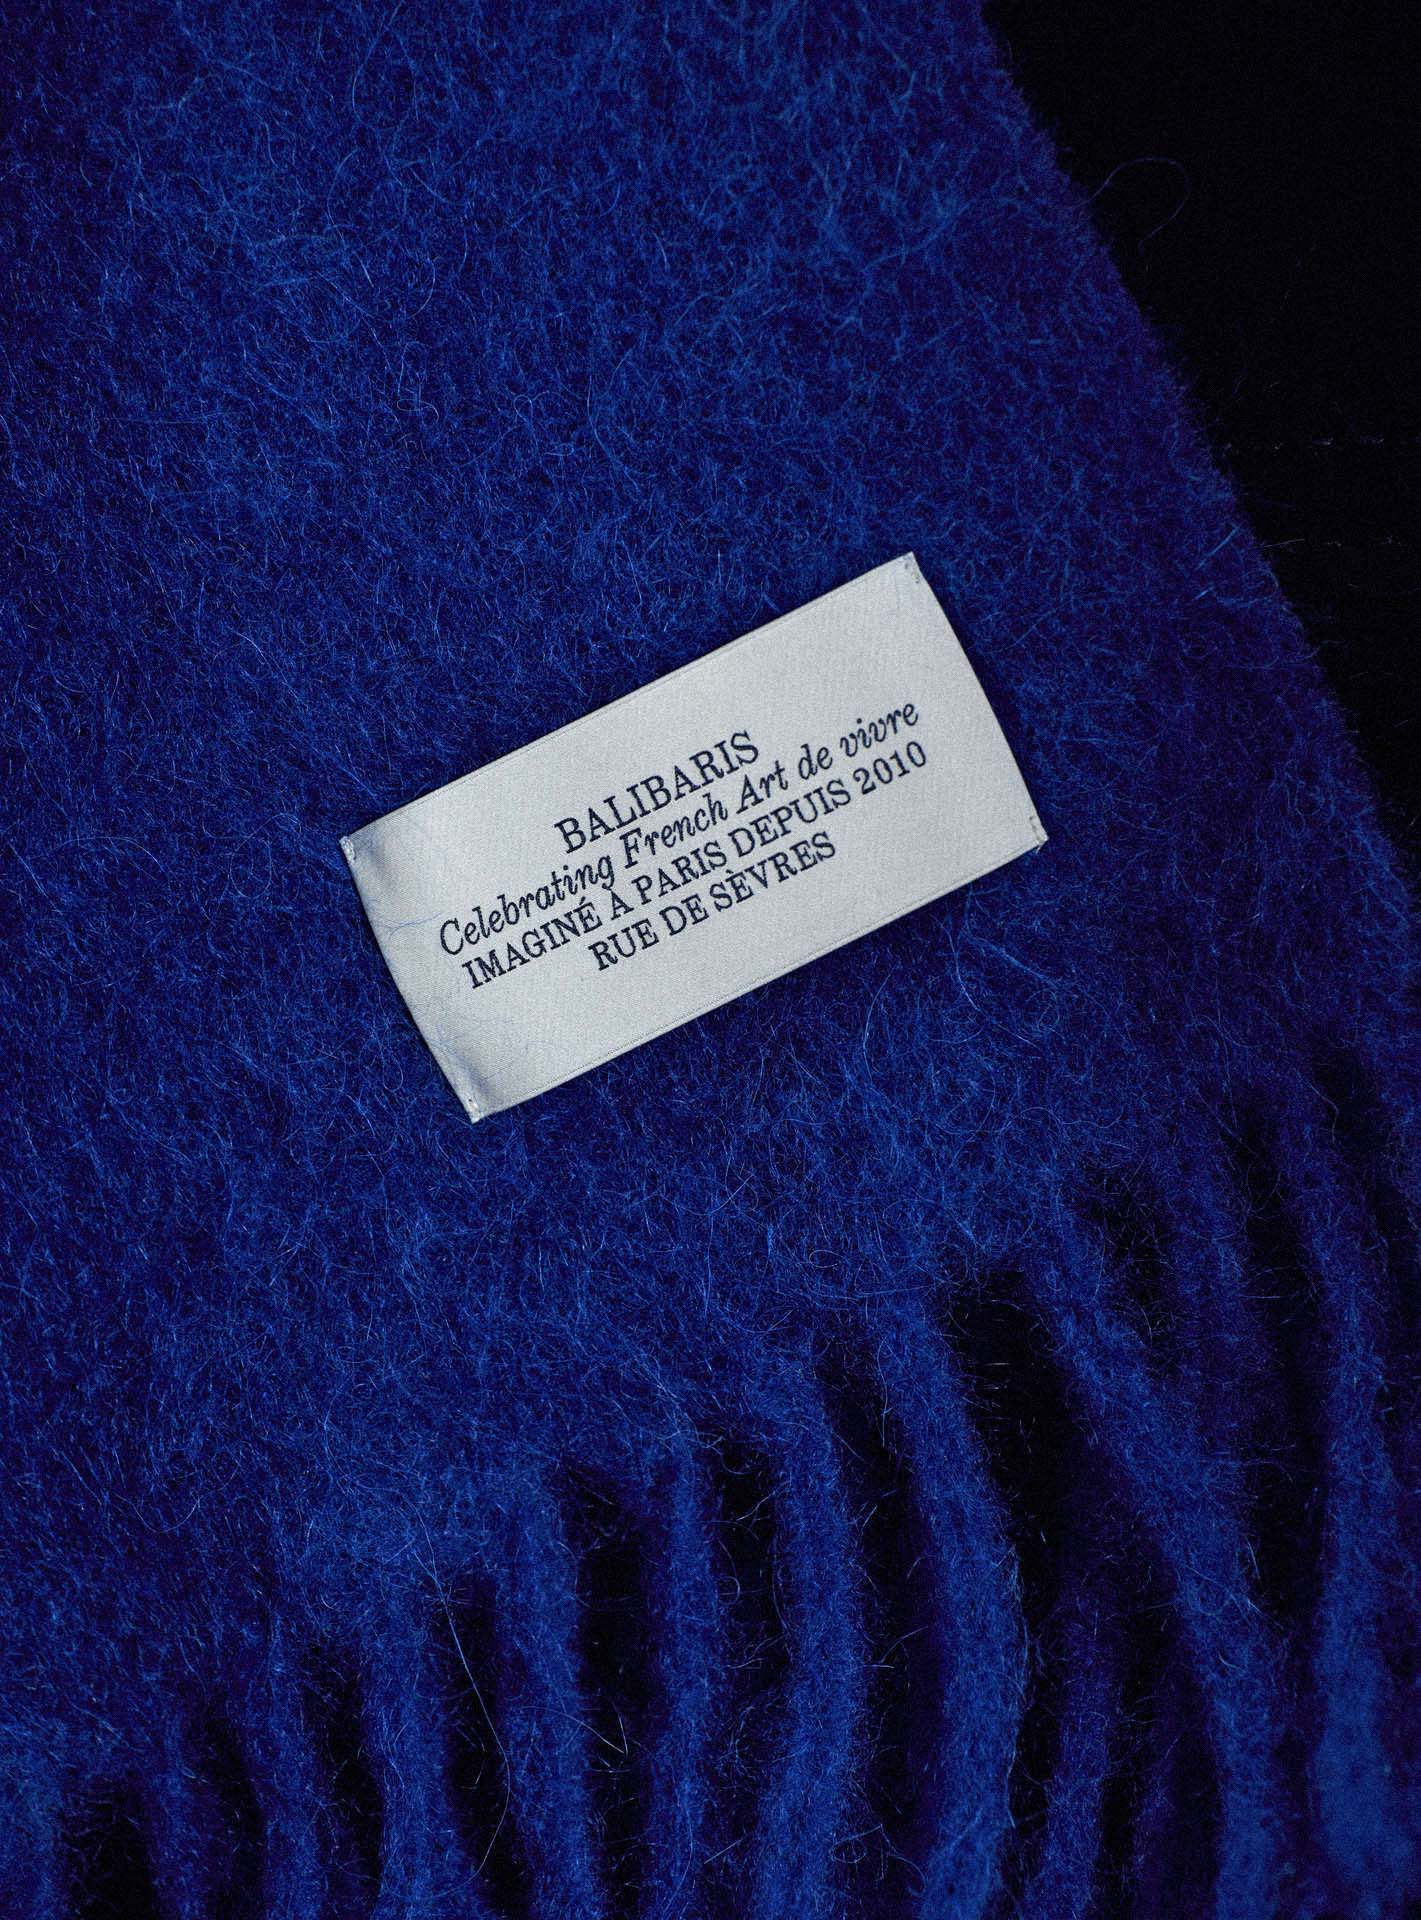 BALIBARIS
Celebrating French Art de vivre
IMAGINÉ À PARIS DEPUIS 2010
RUE DE SÈVRES